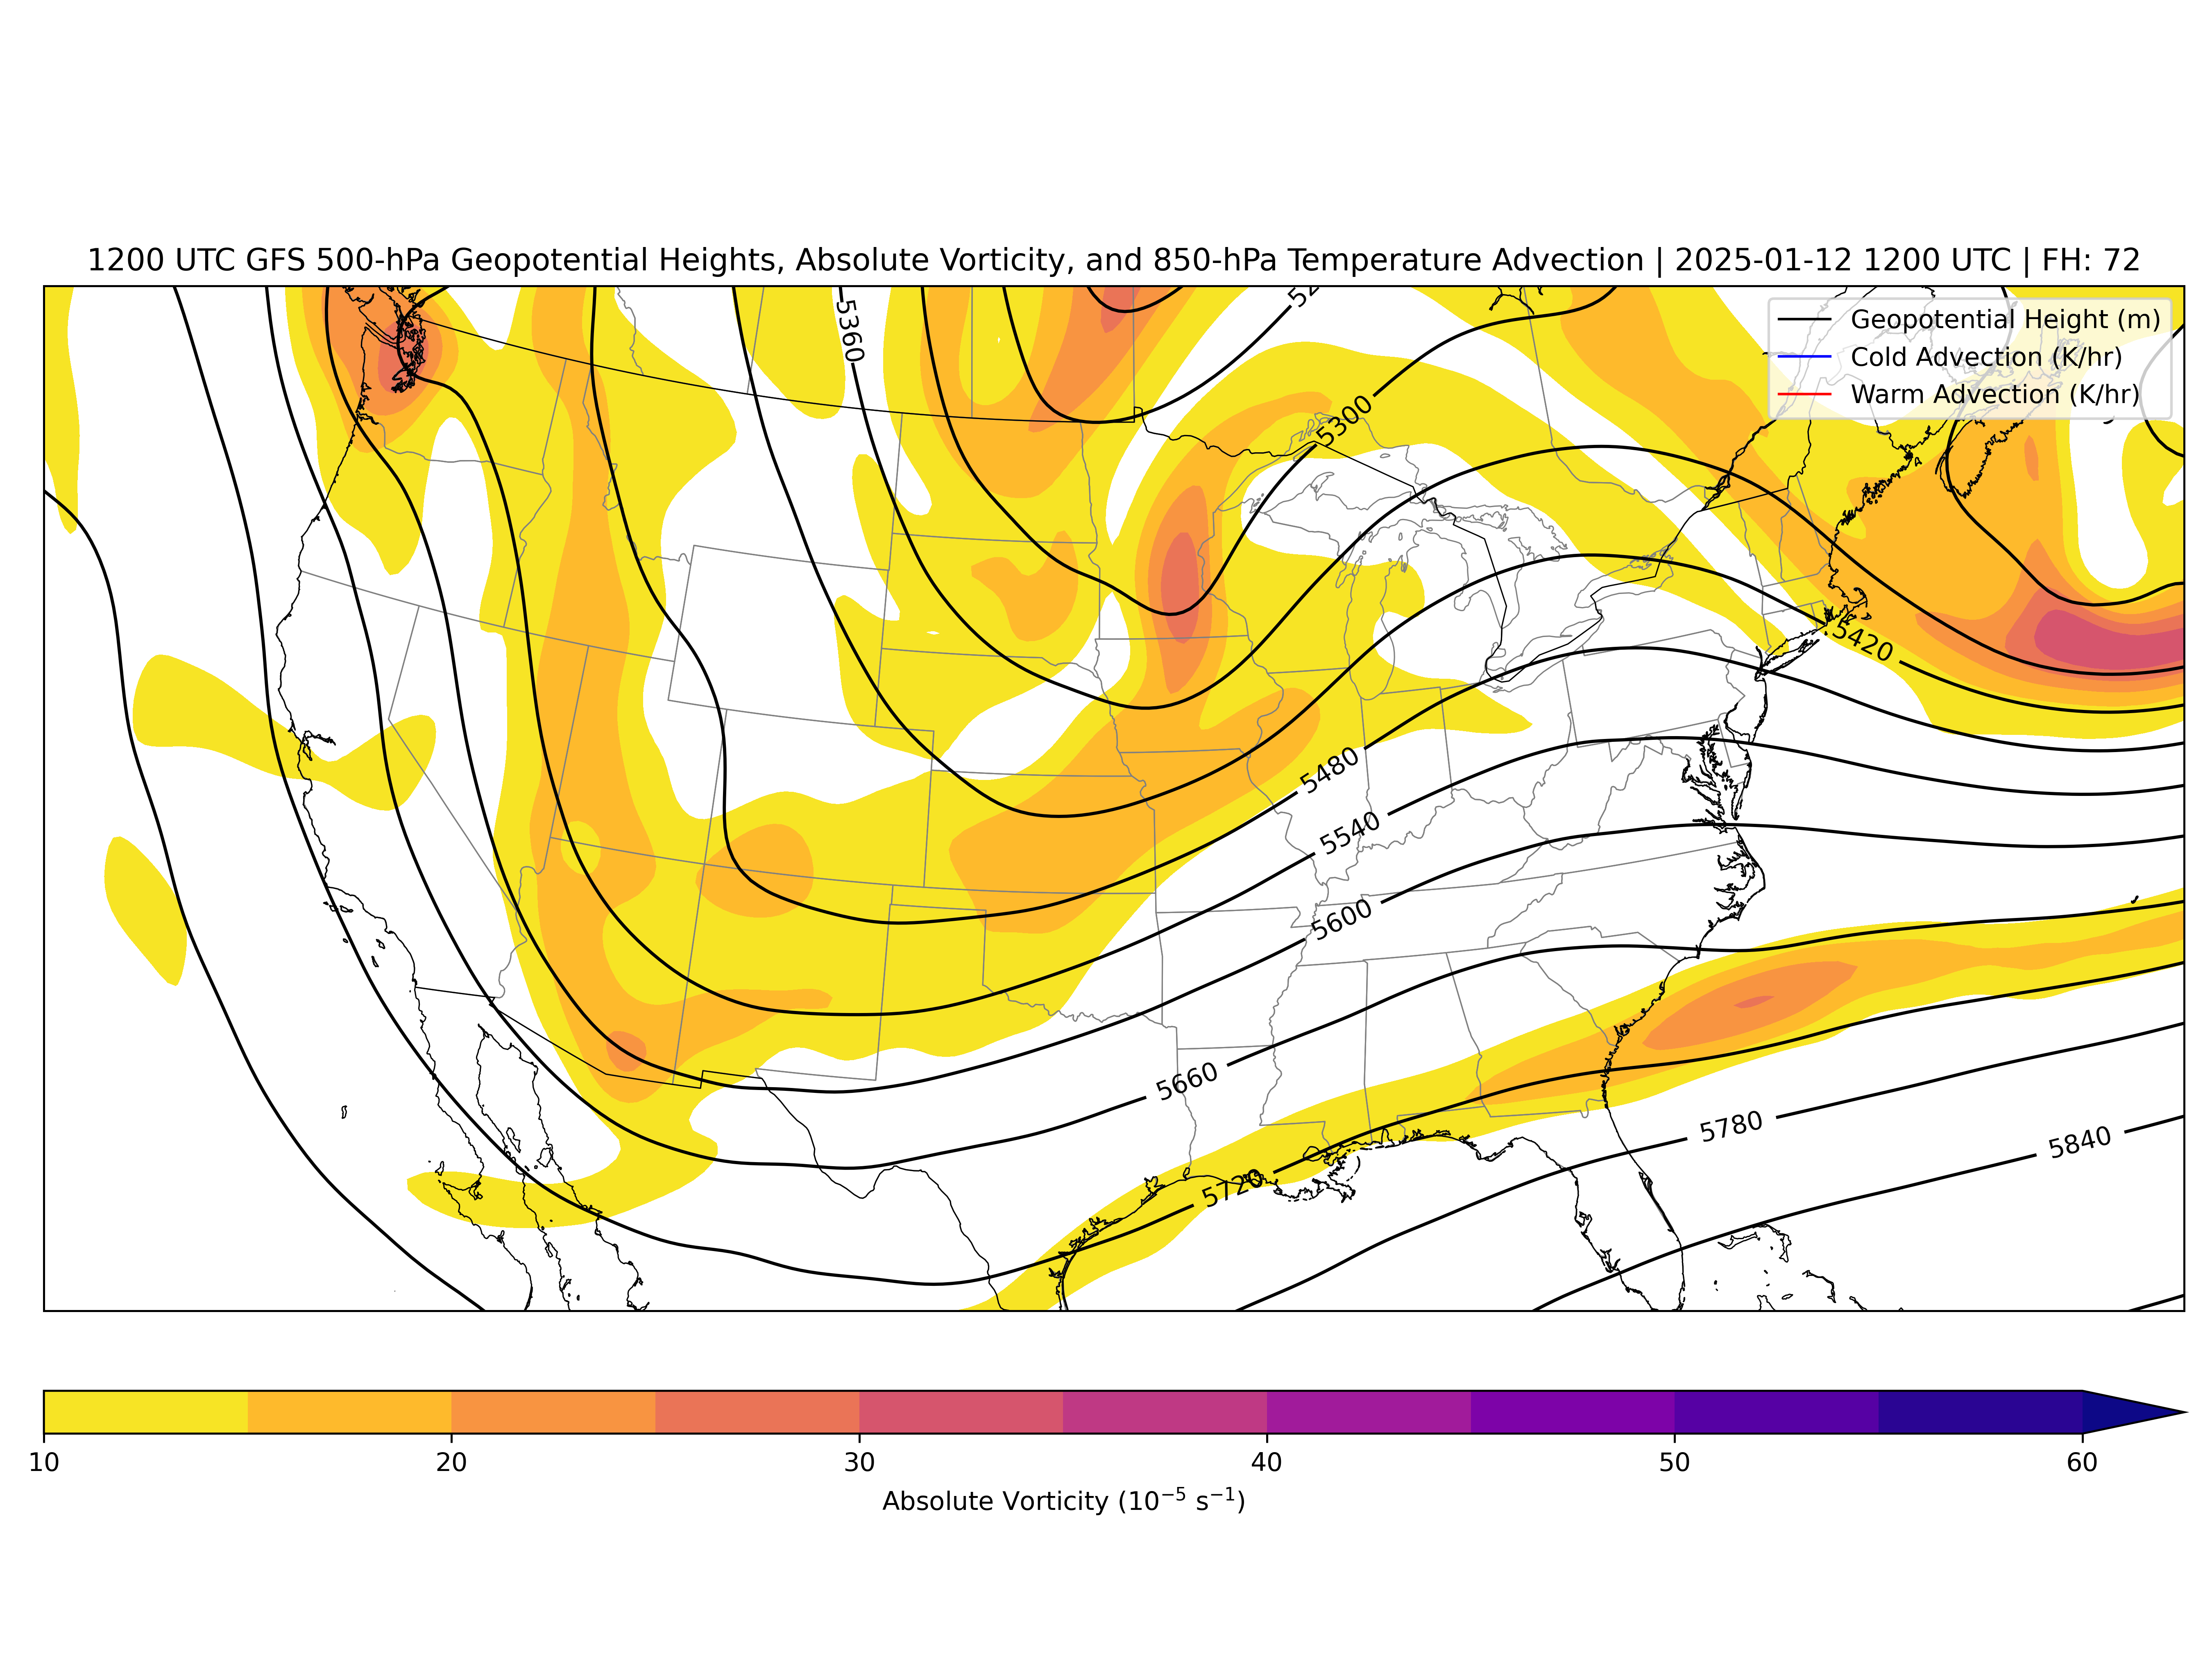 1200 UTC GFS 500-hPa Geopotential Heights, Absolute Vorticity, and 850-hPa Temperature Advection | 2025-01-12 1200 UTC | FH: 72
Geopotential Height (m)
Cold Advection (K/hr)
Warm Advection (K/hr)
5360
5300
5420
5480
5540
5600
5660
5720
5780
5840
10 20 30 40 50 60
Absolute Vorticity (10⁻⁵ s⁻¹)